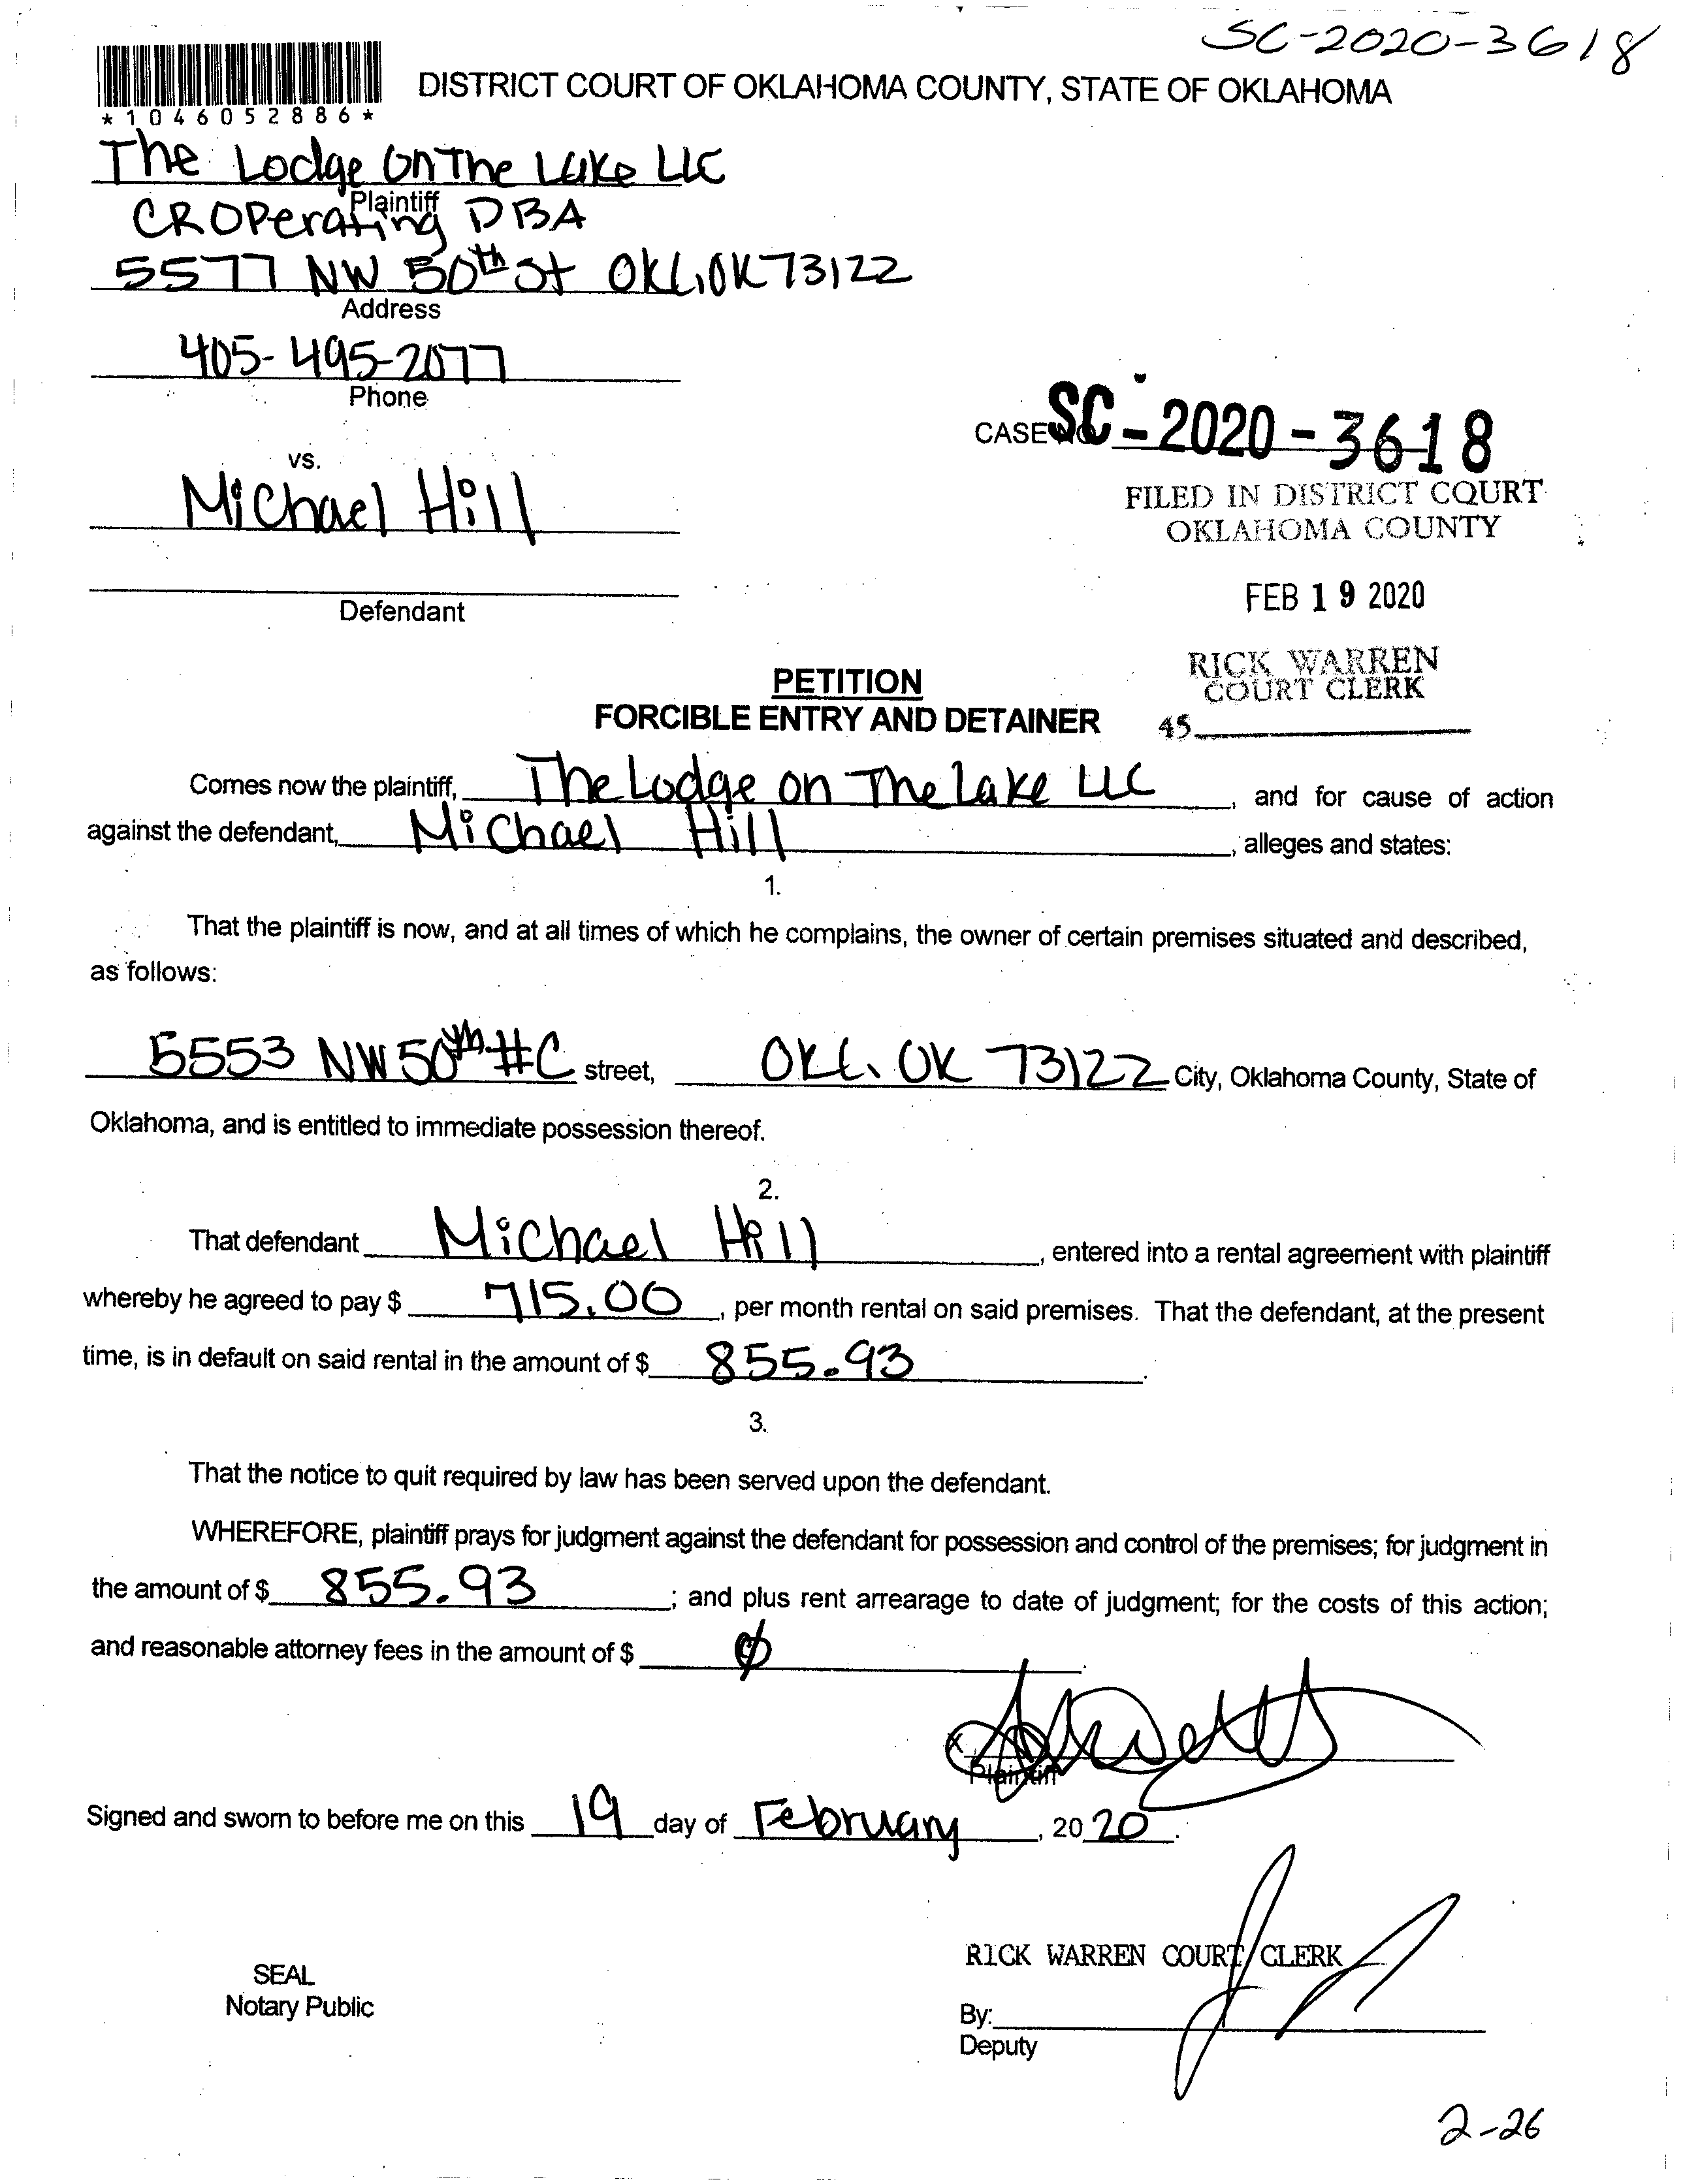 SC-2020-3618
*1046052886*
DISTRICT COURT OF OKLAHOMA COUNTY, STATE OF OKLAHOMA
The Lodge On The Lake LLC
Plaintiff
CROPerating DBA
5577 NW 50th St OKC, OK 73122
Address
405-495-2077
Phone
CASE NO. SC-2020-3618
vs.
Michael Hill
FILED IN DISTRICT COURT
OKLAHOMA COUNTY
FEB 19 2020
Defendant
RICK WARREN
COURT CLERK
45
PETITION
FORCIBLE ENTRY AND DETAINER
Comes now the plaintiff, The Lodge on The Lake LLC, and for cause of action
against the defendant, Michael Hill, alleges and states:
1.
That the plaintiff is now, and at all times of which he complains, the owner of certain premises situated and described,
as follows:
5553 NW 50th #C street, OKC, OK 73122 City, Oklahoma County, State of
Oklahoma, and is entitled to immediate possession thereof.
2.
That defendant Michael Hill, entered into a rental agreement with plaintiff
whereby he agreed to pay $ 715.00, per month rental on said premises. That the defendant, at the present
time, is in default on said rental in the amount of $ 855.93.
3.
That the notice to quit required by law has been served upon the defendant.
WHEREFORE, plaintiff prays for judgment against the defendant for possession and control of the premises; for judgment in
the amount of $ 855.93; and plus rent arrearage to date of judgment; for the costs of this action;
and reasonable attorney fees in the amount of $ 0.
X
Plaintiff
Signed and sworn to before me on this 19 day of February, 2020.
RICK WARREN COURT CLERK
SEAL
Notary Public
By:
Deputy
2-26